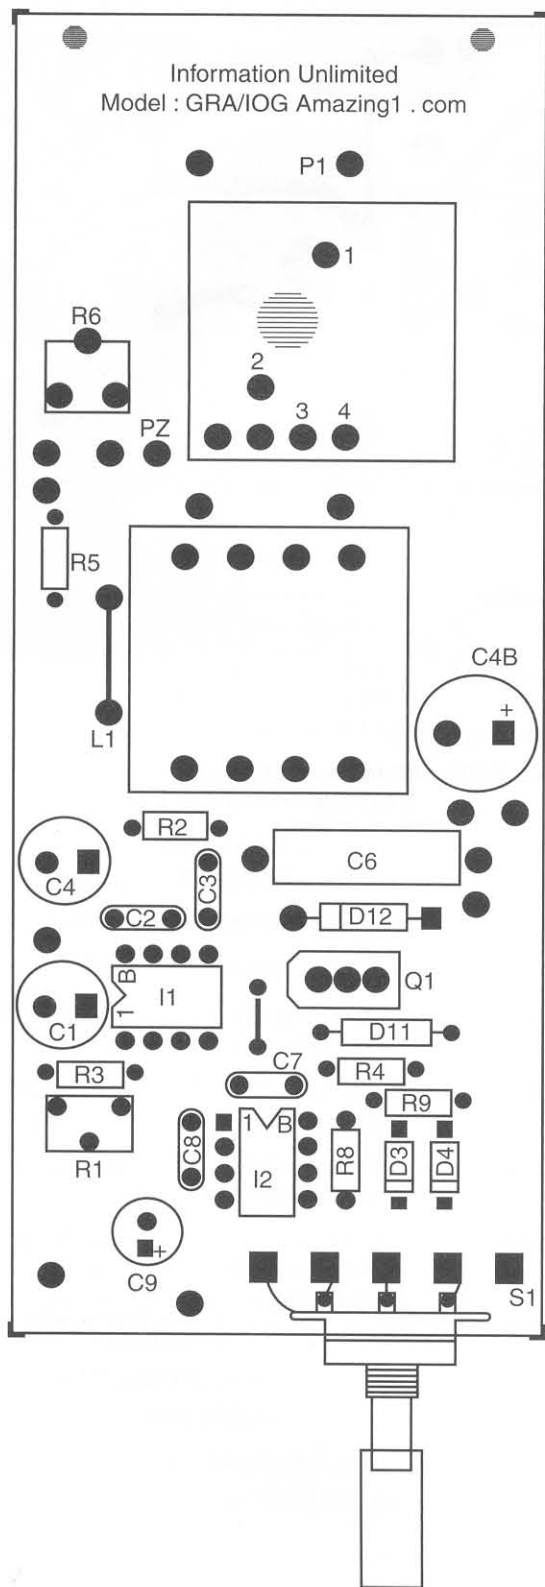 Information Unlimited
Model : GRA/IOG Amazing1 . com
P1
1
R6
2
3 4
PZ
R5
C4B
+
L1
R2
C4
C3
C6
C2
D12
B
1
I1
Q1
C1
D11
C7
R3
R4
R9
1 B
R1
C8
I2
R8
D3
D4
+
C9
S1